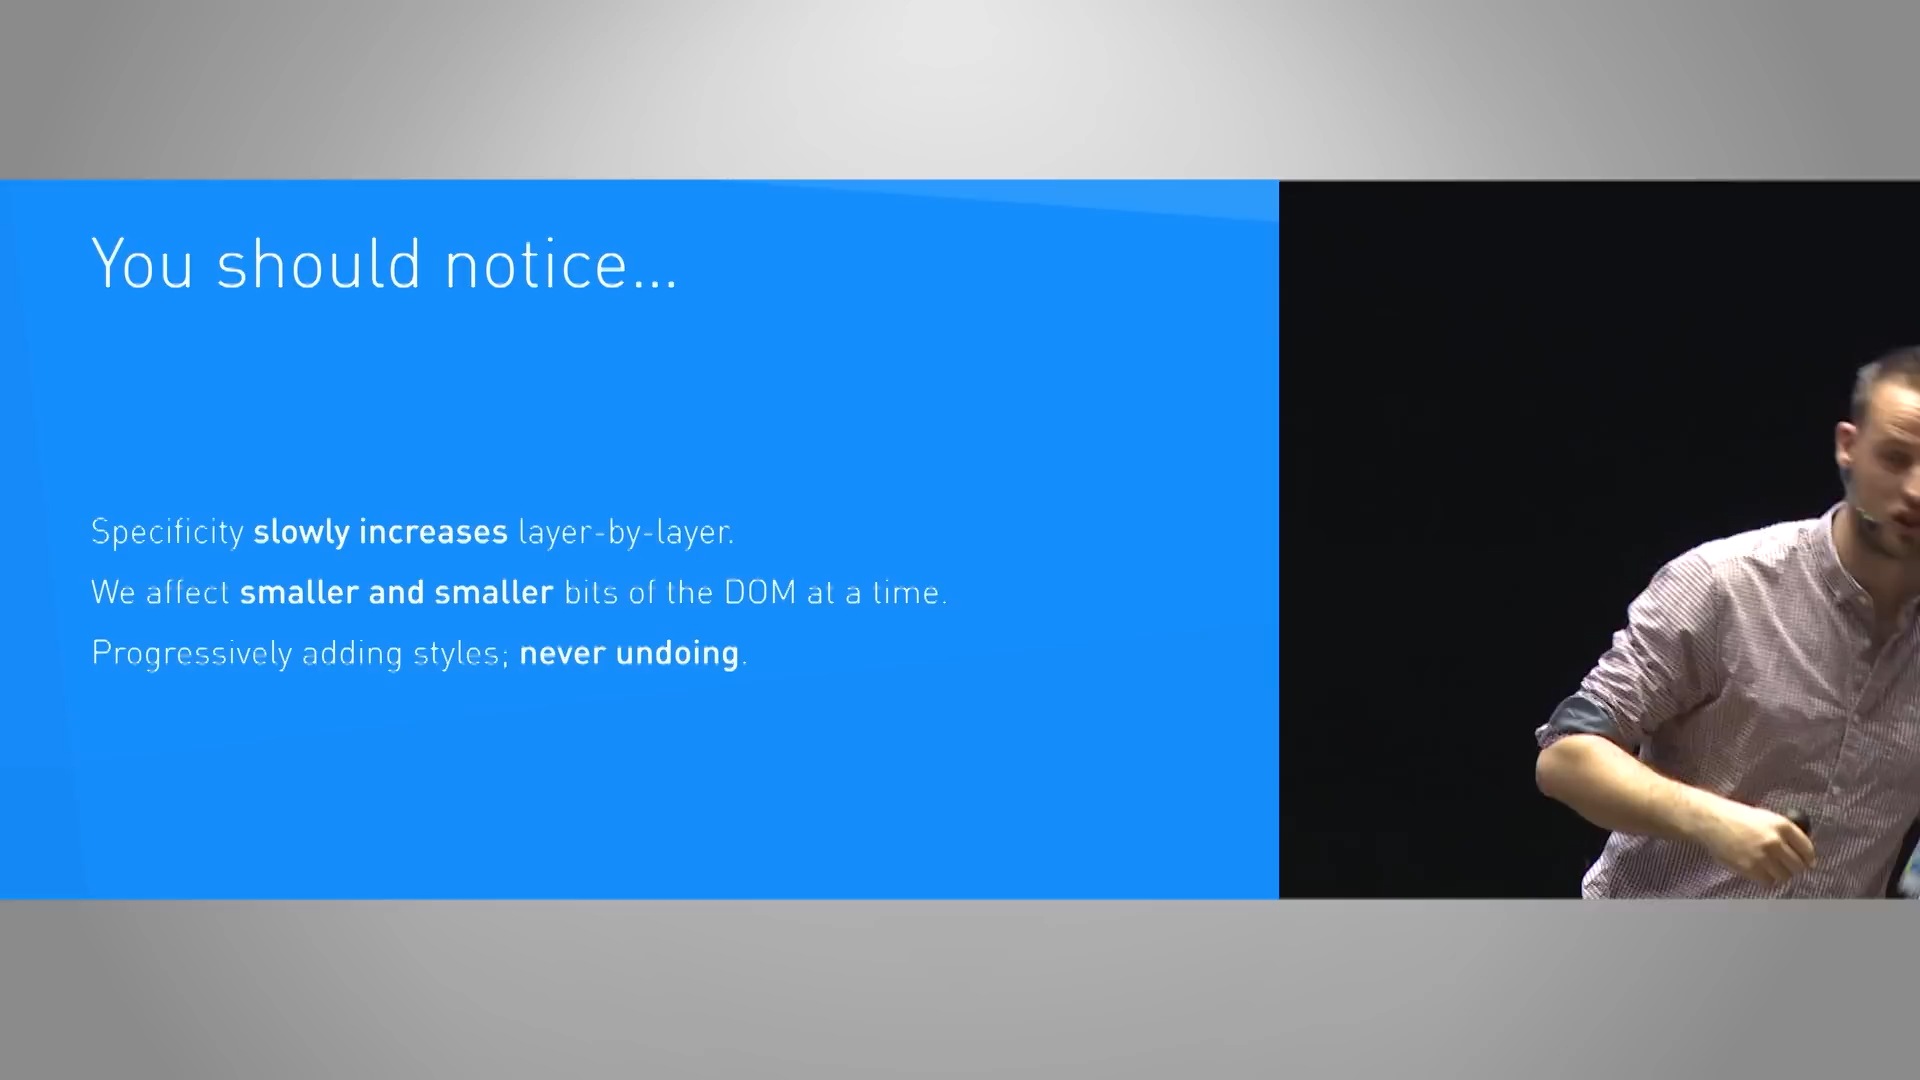 You should notice...
Specificity slowly increases layer-by-layer.
We affect smaller and smaller bits of the DOM at a time.
Progressively adding styles; never undoing.